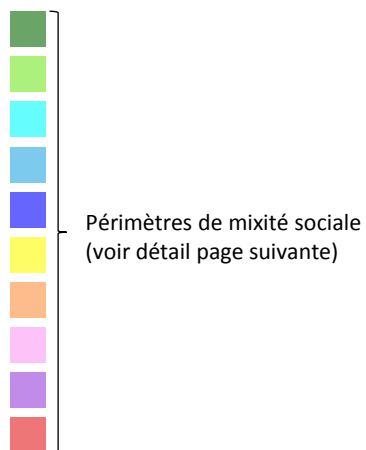 Périmètres de mixité sociale
(voir détail page suivante)